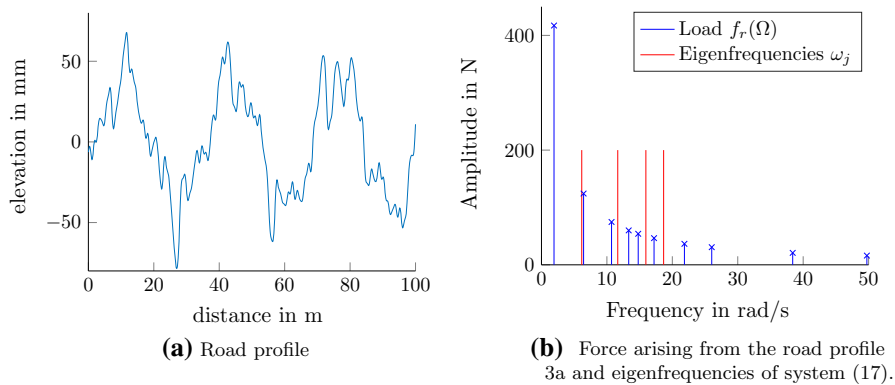 50
0
−50
0
20
40
60
80
100
elevation in mm
distance in m
(a) Road profile
400
200
0
0
10
20
30
40
50
Amplitude in N
Frequency in rad/s
Load fᵣ(Ω)
Eigenfrequencies ωⱼ
(b) Force arising from the road profile
3a and eigenfrequencies of system (17).